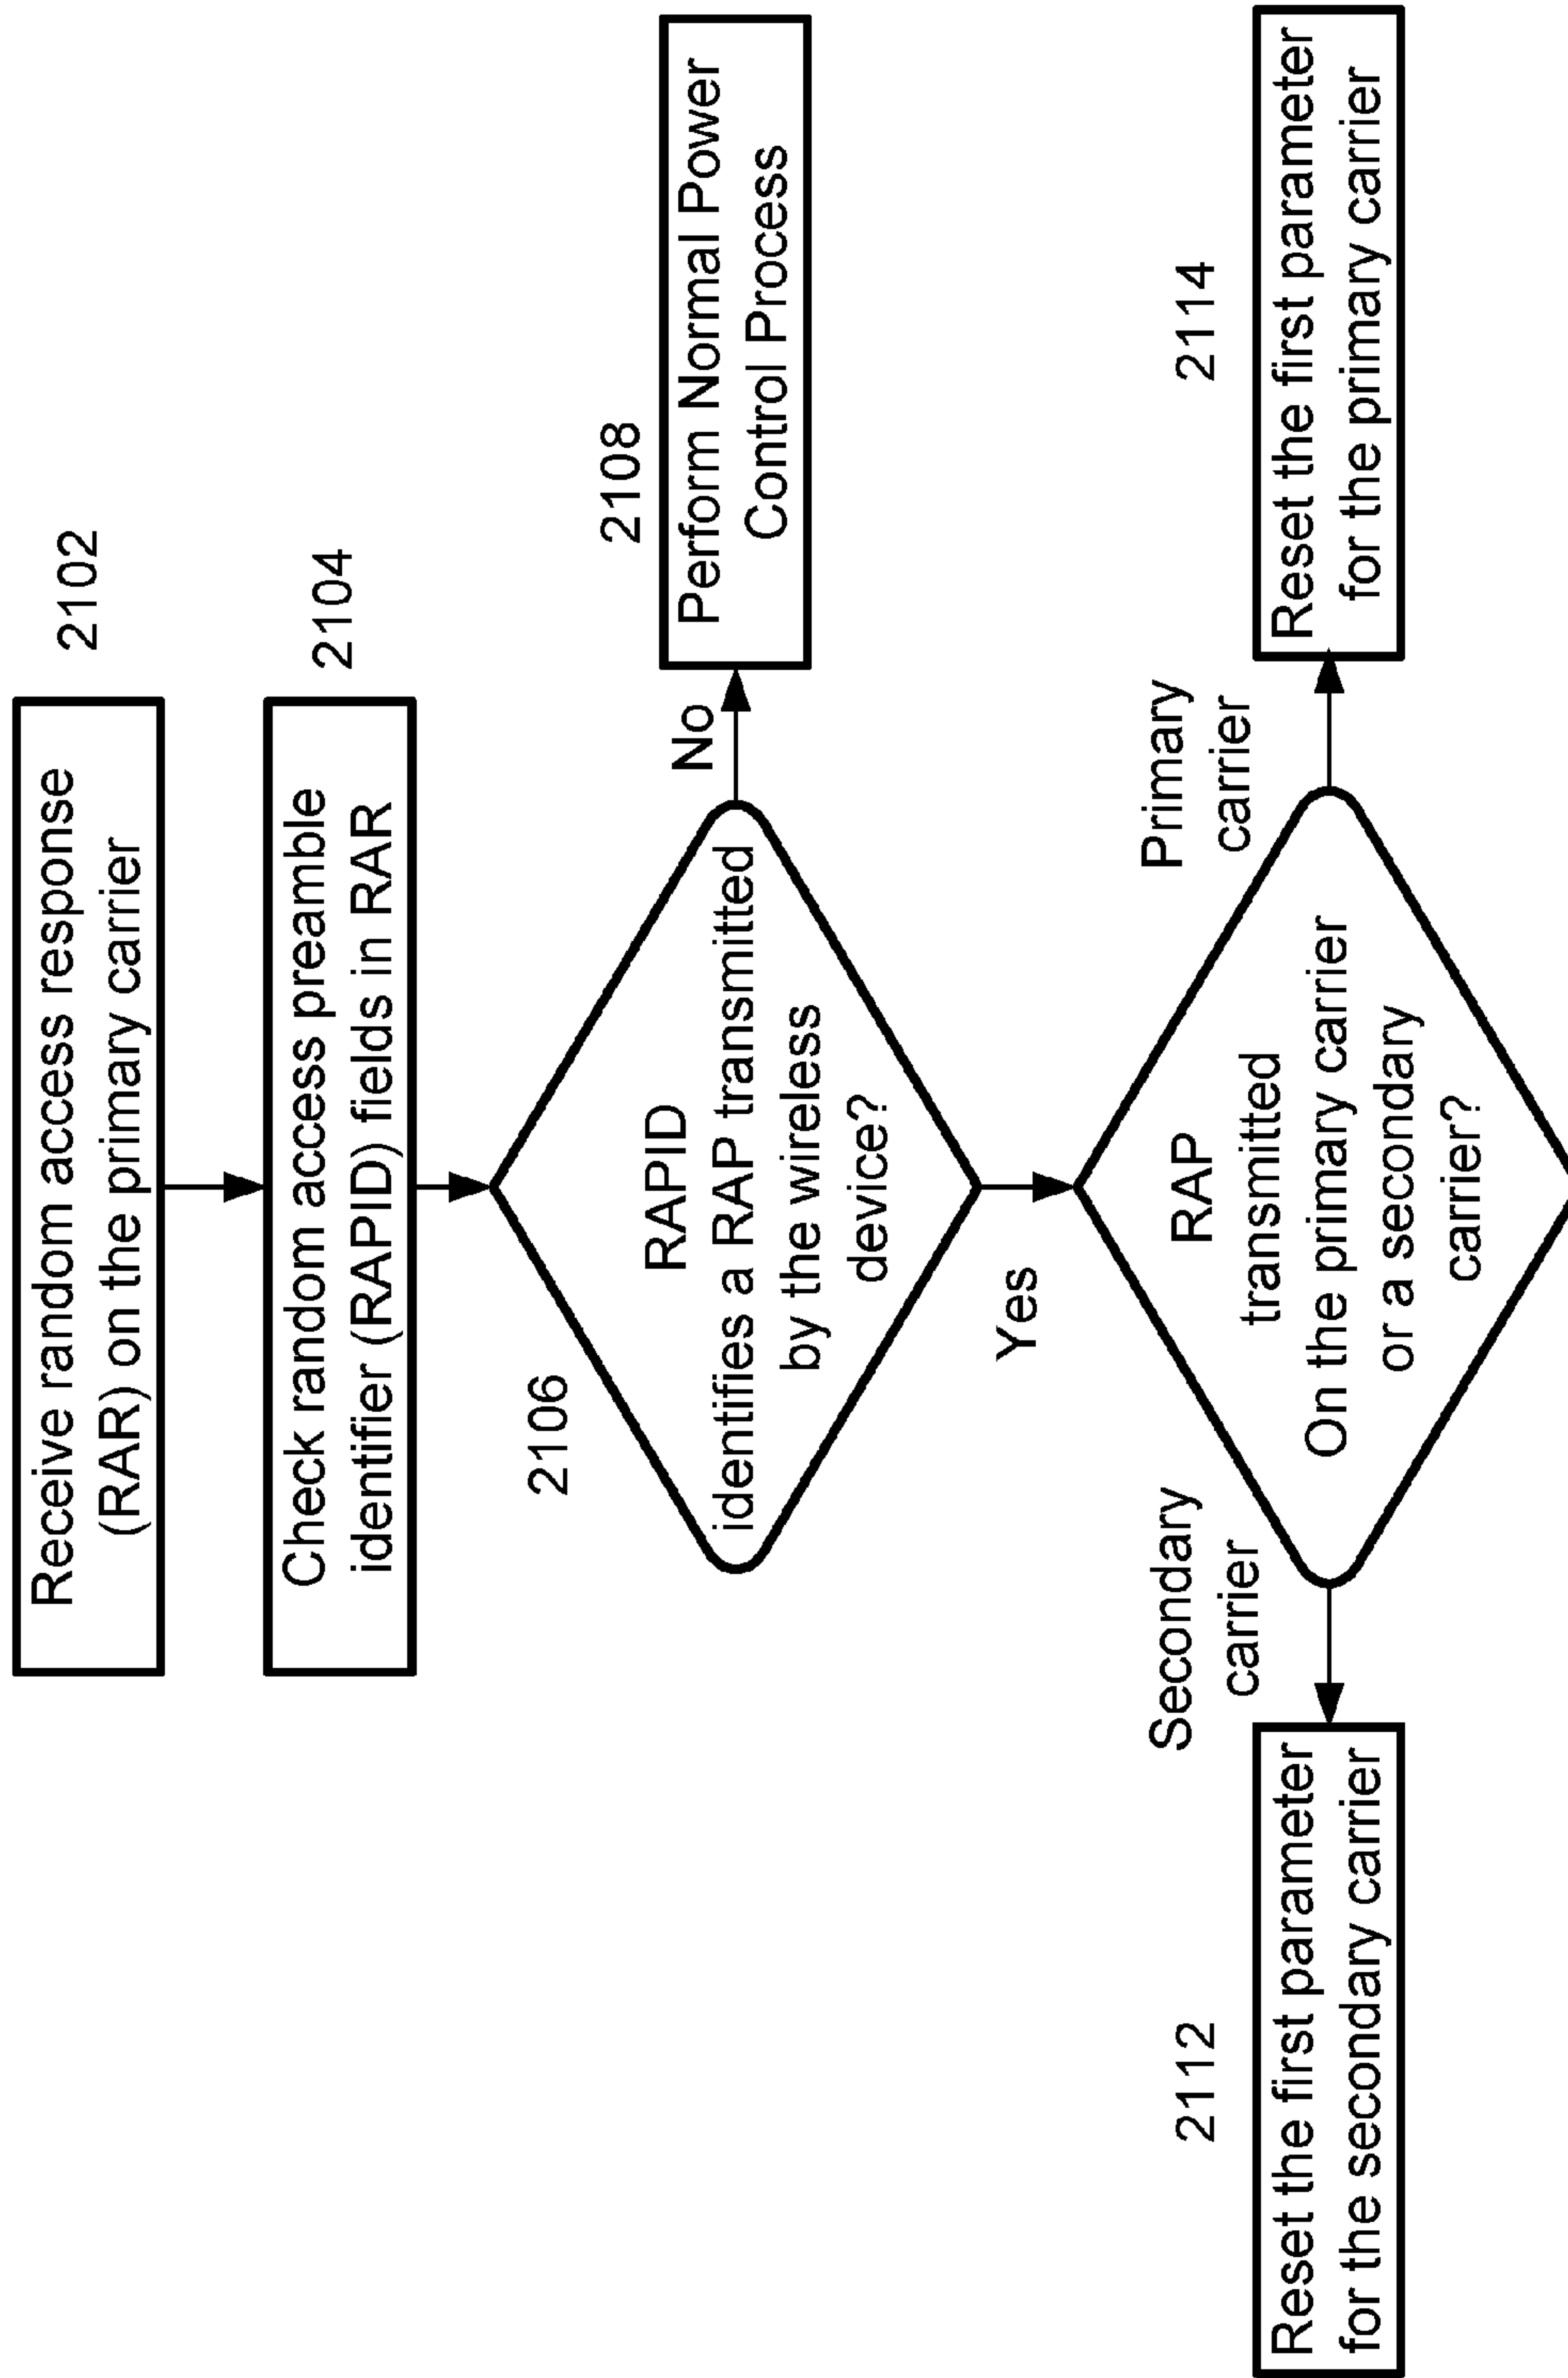 2102
Receive random access response
(RAR) on the primary carrier
2104
Check random access preamble
identifier (RAPID) fields in RAR
2106
RAPID
identifies a RAP transmitted
by the wireless
device?
No
2108
Perform Normal Power
Control Process
Yes
RAP
transmitted
On the primary carrier
or a secondary
carrier?
Secondary
carrier
2112
Reset the first parameter
for the secondary carrier
Primary
carrier
2114
Reset the first parameter
for the primary carrier